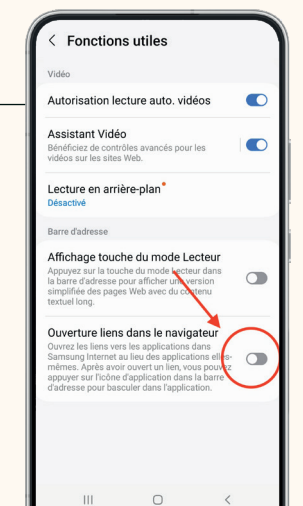 Fonctions utiles
Vidéo
Autorisation lecture auto. vidéos
Assistant Vidéo
Bénéficiez de contrôles avancés pour les
vidéos sur les sites Web.
Lecture en arrière-plan
Désactivé
Barre d'adresse
Affichage touche du mode Lecteur
Appuyez sur la touche du mode Lecteur dans
la barre d'adresse pour afficher une version
simplifiée des pages Web avec du contenu
textuel long.
Ouverture liens dans le navigateur
Ouvrez les liens vers les applications dans
Samsung Internet au lieu des applications elles-
mêmes. Après avoir ouvert un lien, vous pouvez
appuyer sur l'icône d'application dans la barre
d'adresse pour basculer dans l'application.